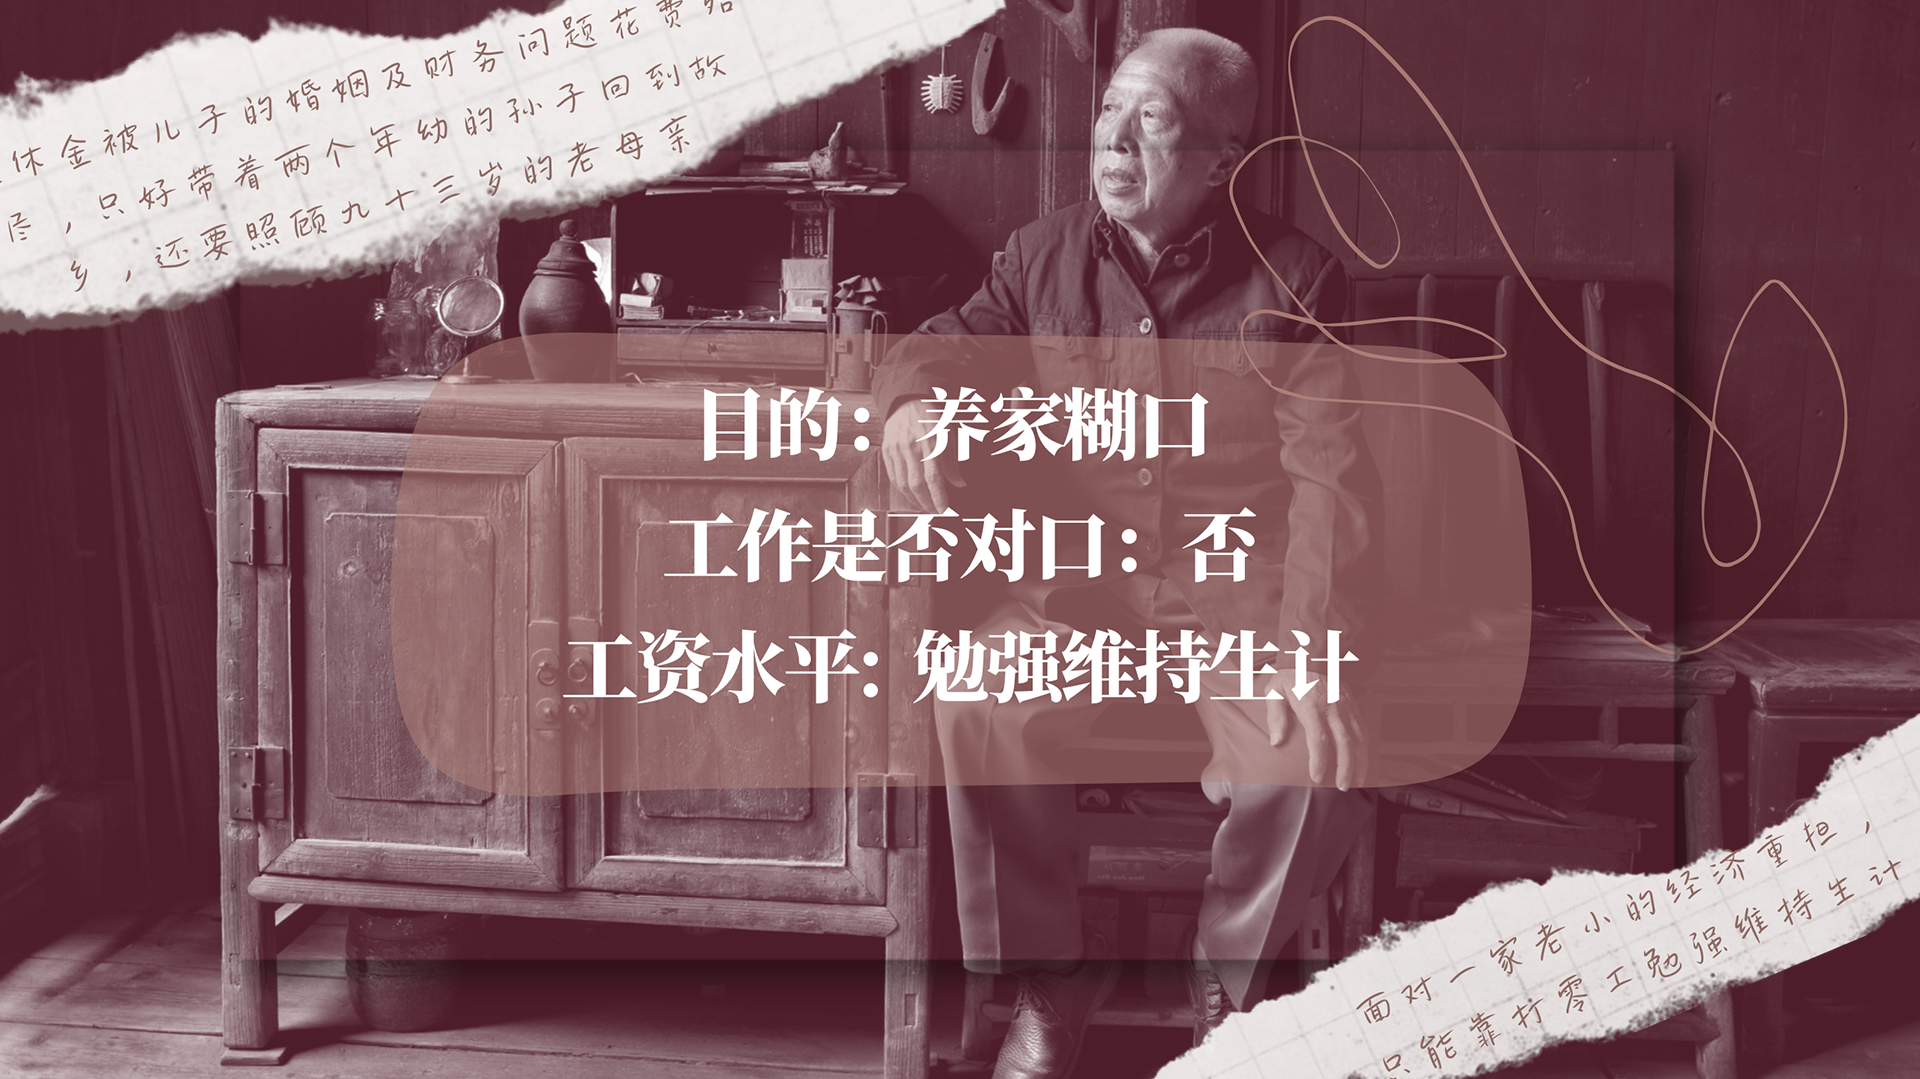 休金被儿子的婚姻及财务问题花费殆
尽，只好带着两个年幼的孙子回到故
乡，还要照顾九十三岁的老母亲
目的：养家糊口
工作是否对口：否
工资水平：勉强维持生计
面对一家老小的经济重担，
只能靠打零工勉强维持生计